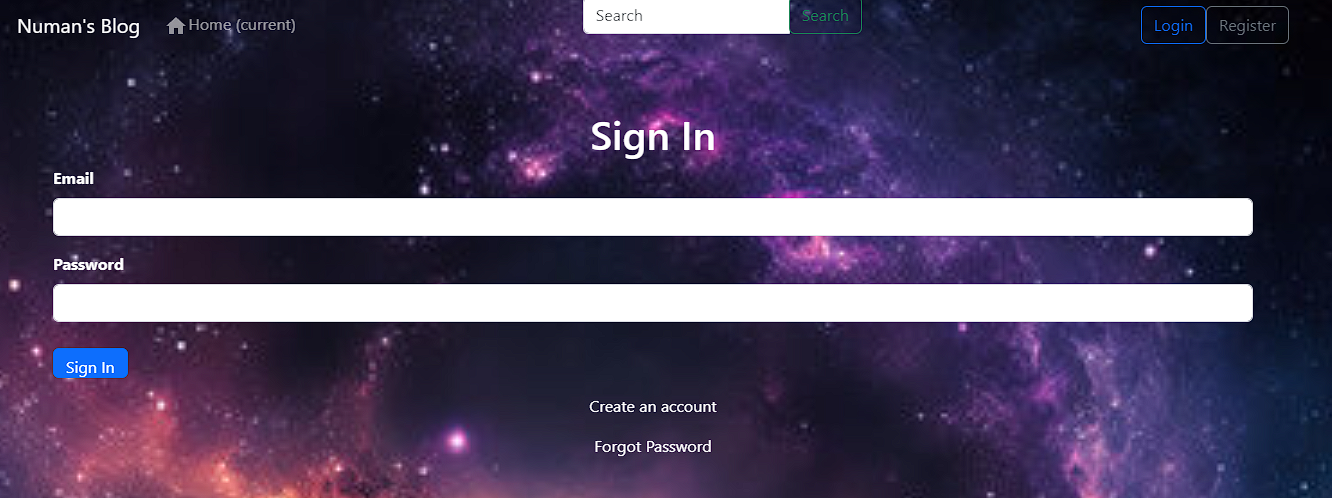 Numan's Blog Home (current) Search Search Login Register
Sign In
Email
Password
Sign In
Create an account
Forgot Password